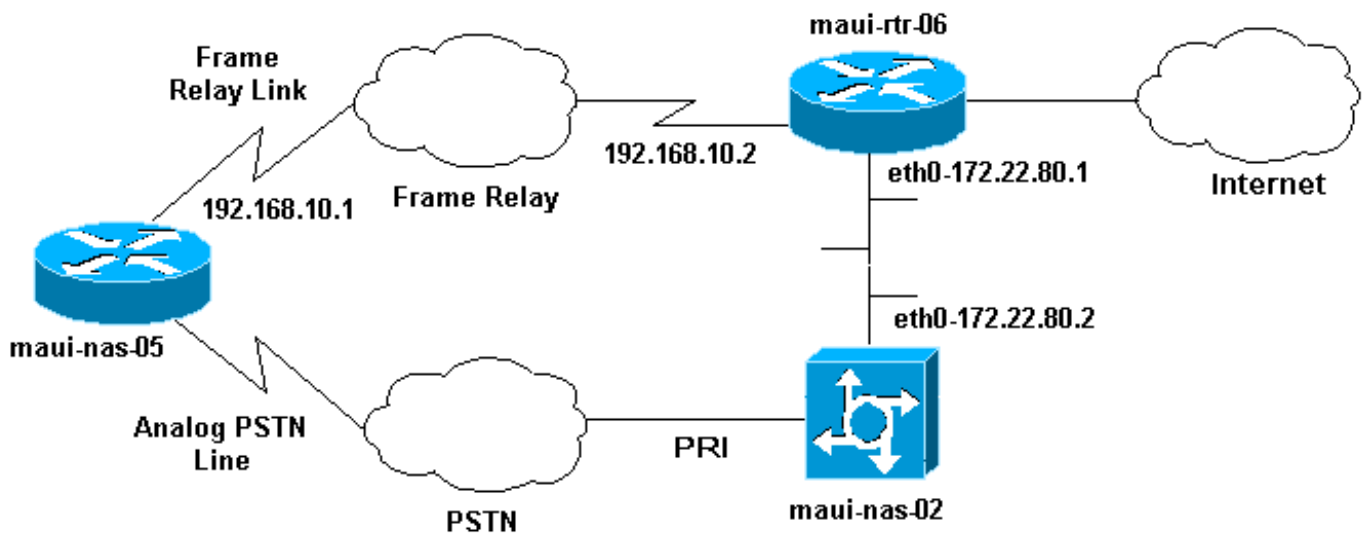 maui-rtr-06
Frame
Relay Link
192.168.10.2
eth0-172.22.80.1
Internet
Frame Relay
192.168.10.1
maui-nas-05
eth0-172.22.80.2
Analog PSTN
Line
PRI
PSTN
maui-nas-02